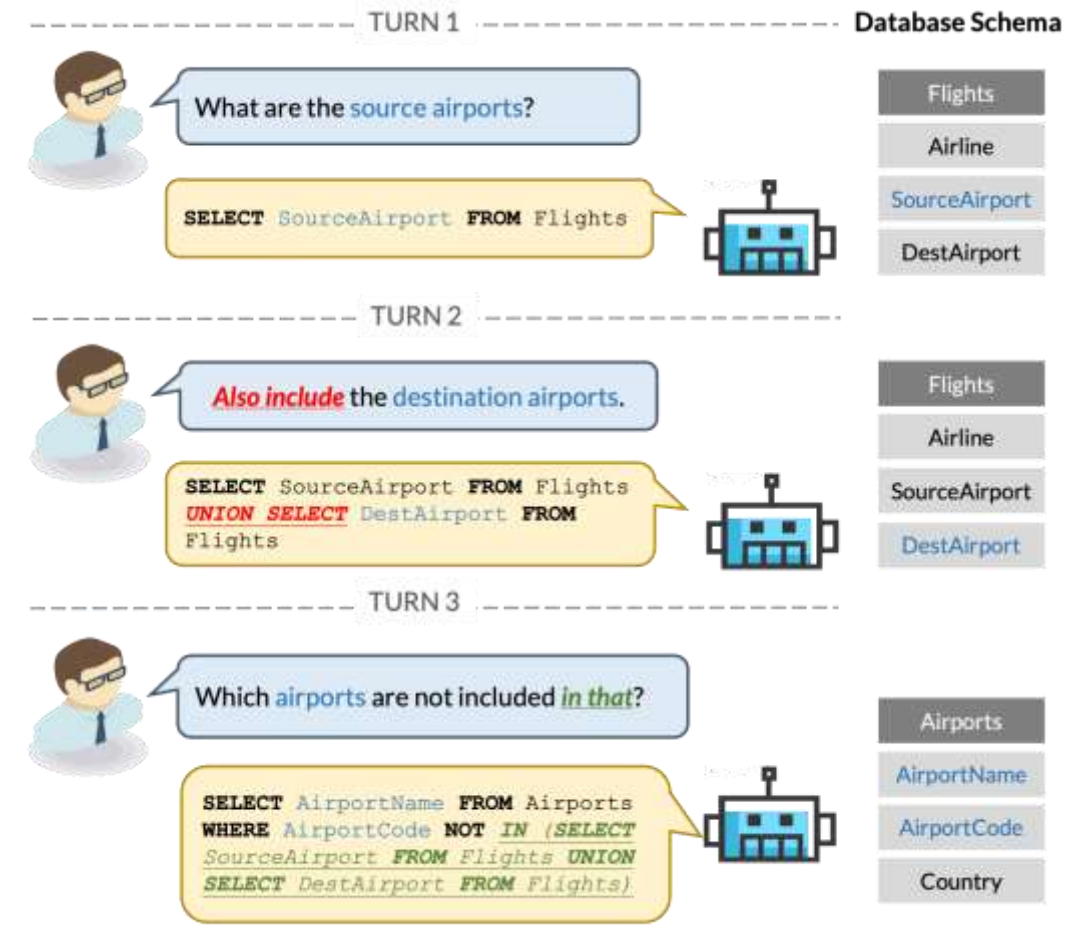 TURN 1
Database Schema
What are the source airports?
SELECT SourceAirport FROM Flights
Flights
Airline
SourceAirport
DestAirport
TURN 2
Also include the destination airports.
SELECT SourceAirport FROM Flights
UNION SELECT DestAirport FROM
Flights
Flights
Airline
SourceAirport
DestAirport
TURN 3
Which airports are not included in that?
SELECT AirportName FROM Airports
WHERE AirportCode NOT IN (SELECT
SourceAirport FROM Flights UNION
SELECT DestAirport FROM Flights)
Airports
AirportName
AirportCode
Country